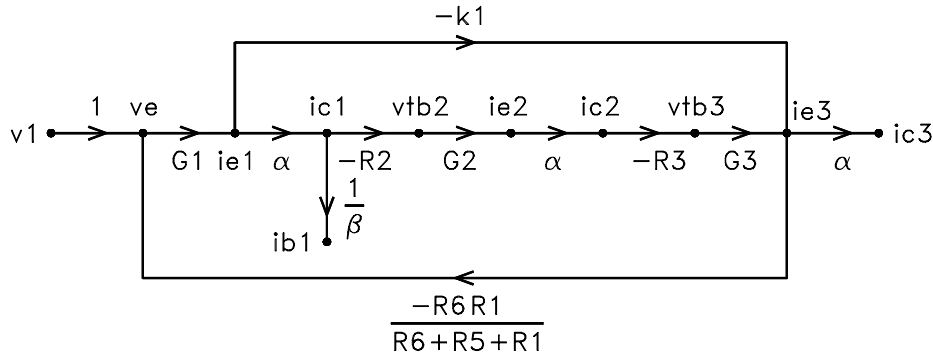 -k1
1 ve ic1 vtb2 ie2 ic2 vtb3 ie3
v1 ic3
G1 ie1 α -R2 G2 α -R3 G3 α
1
β
ib1
-R6R1
R6+R5+R1